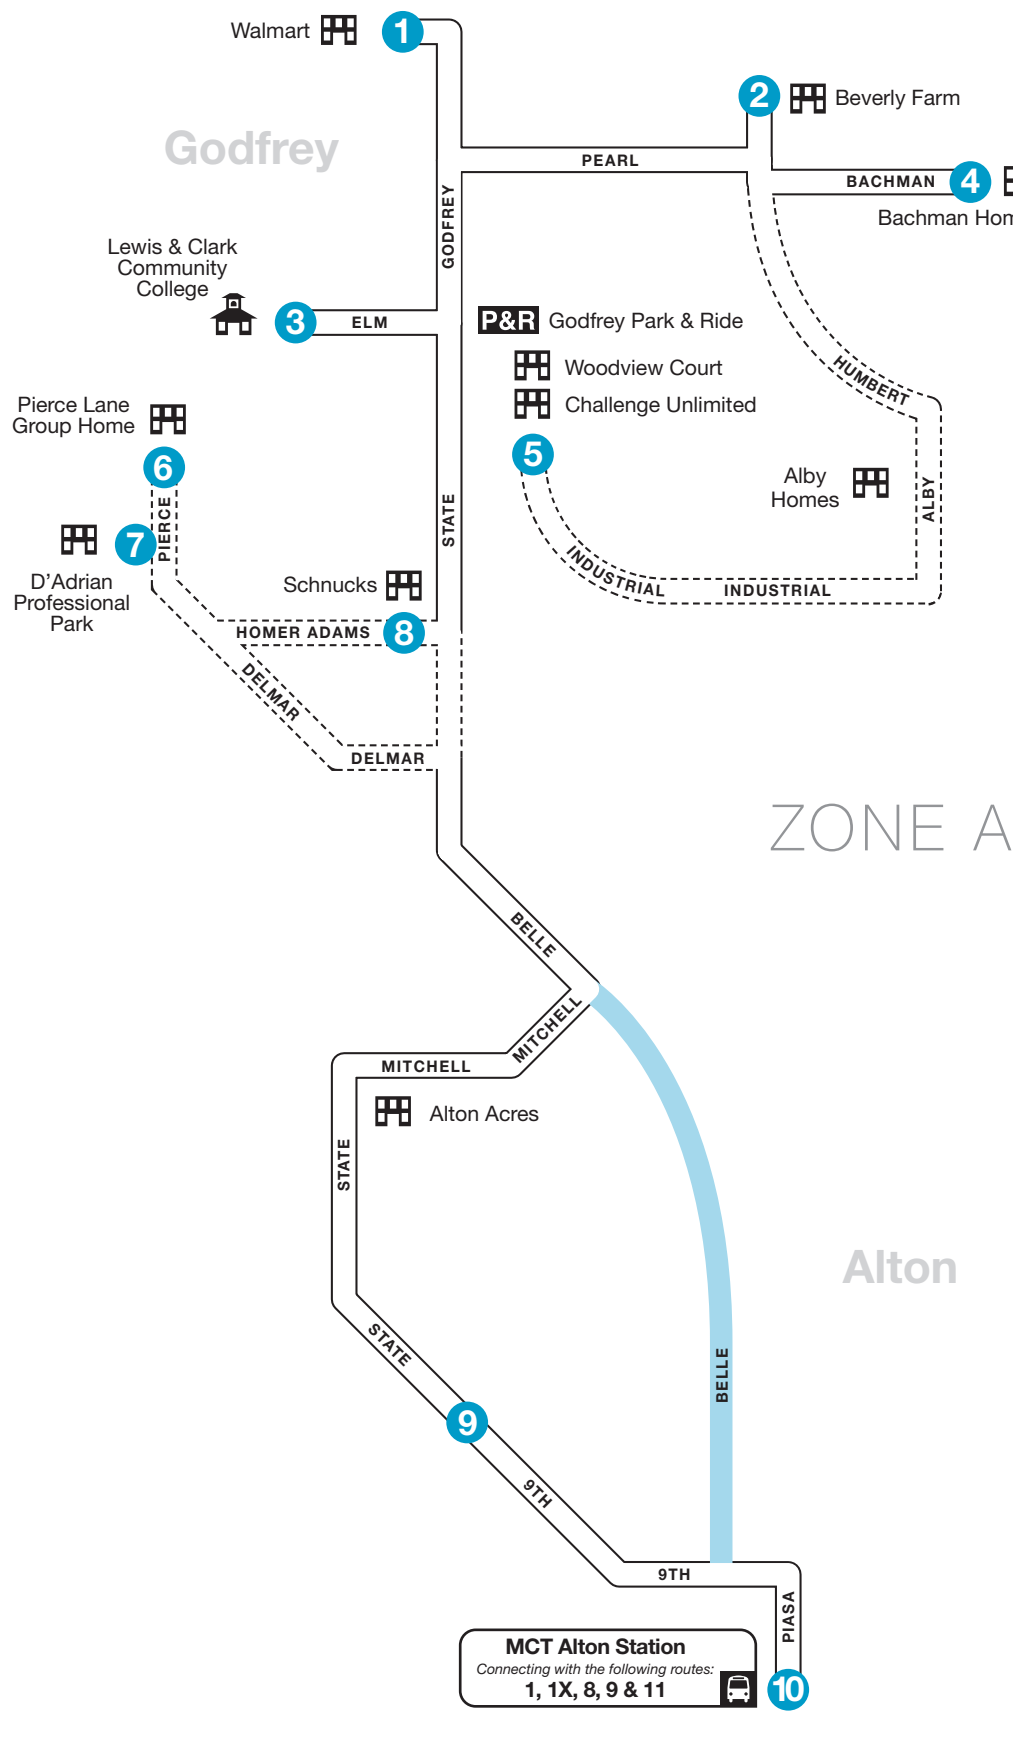 Walmart
1
2
Beverly Farm
Godfrey
PEARL
BACHMAN
4
Bachman Hom
GODFREY
Lewis & Clark
Community
College
3
ELM
P&R
Godfrey Park & Ride
Woodview Court
Challenge Unlimited
HUMBERT
Pierce Lane
Group Home
6
5
Alby
Homes
ALBY
STATE
PIERCE
7
D'Adrian
Professional
Park
Schnucks
INDUSTRIAL
INDUSTRIAL
HOMER ADAMS
8
DELMAR
DELMAR
ZONE A
BELLE
MITCHELL
MITCHELL
Alton Acres
STATE
Alton
STATE
BELLE
9
9TH
9TH
PIASA
MCT Alton Station
Connecting with the following routes:
1, 1X, 8, 9 & 11
10